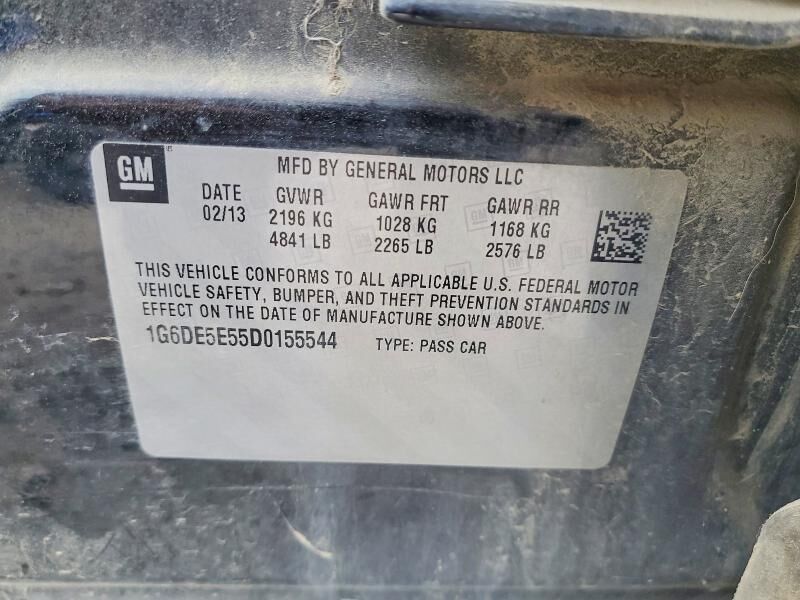 GM
MFD BY GENERAL MOTORS LLC
DATE GVWR GAWR FRT GAWR RR
02/13 2196 KG 1028 KG 1168 KG
4841 LB 2265 LB 2576 LB
THIS VEHICLE CONFORMS TO ALL APPLICABLE U.S. FEDERAL MOTOR
VEHICLE SAFETY, BUMPER, AND THEFT PREVENTION STANDARDS IN
EFFECT ON THE DATE OF MANUFACTURE SHOWN ABOVE.
1G6DE5E55D0155544 TYPE: PASS CAR